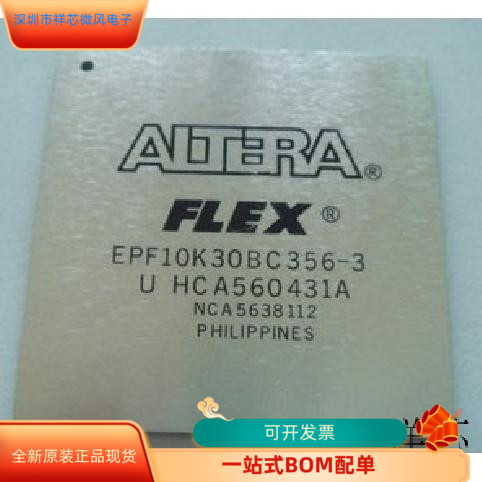 深圳市祥芯微风电子
ALTERA®
FLEX®
EPF10K30BC356-3
U HCA560431A
NCA5638112
PHILIPPINES
可开发票
全新原装正品现货
一站式BOM配单